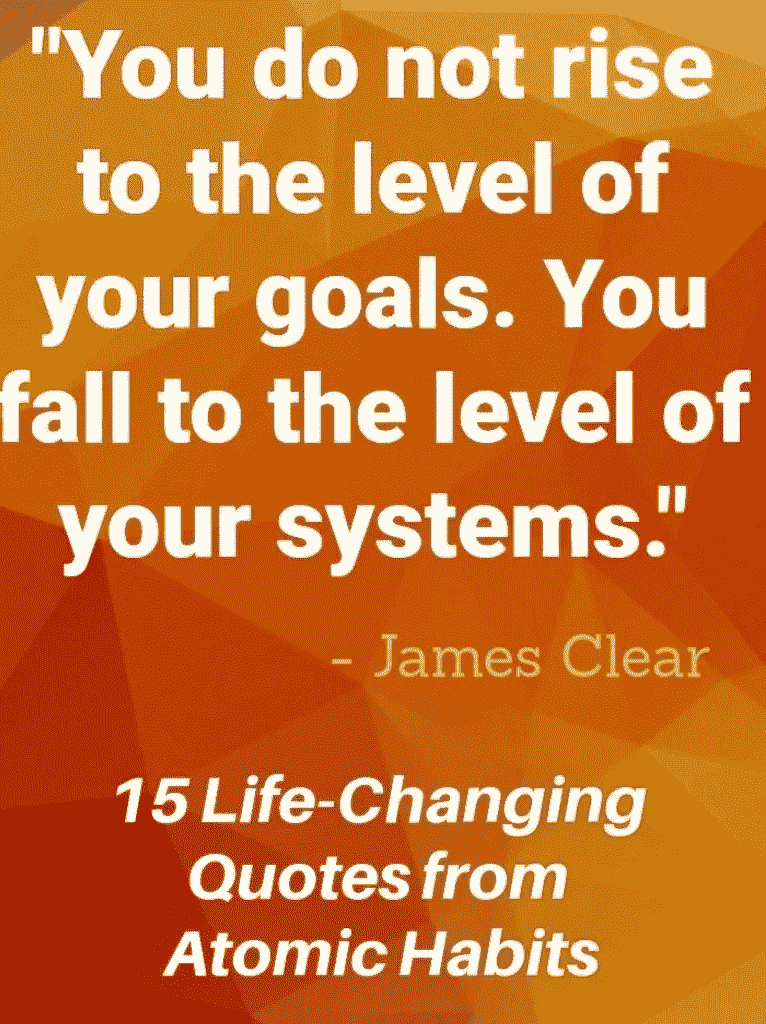 "You do not rise
to the level of
your goals. You
fall to the level of
your systems."
- James Clear
15 Life-Changing
Quotes from
Atomic Habits